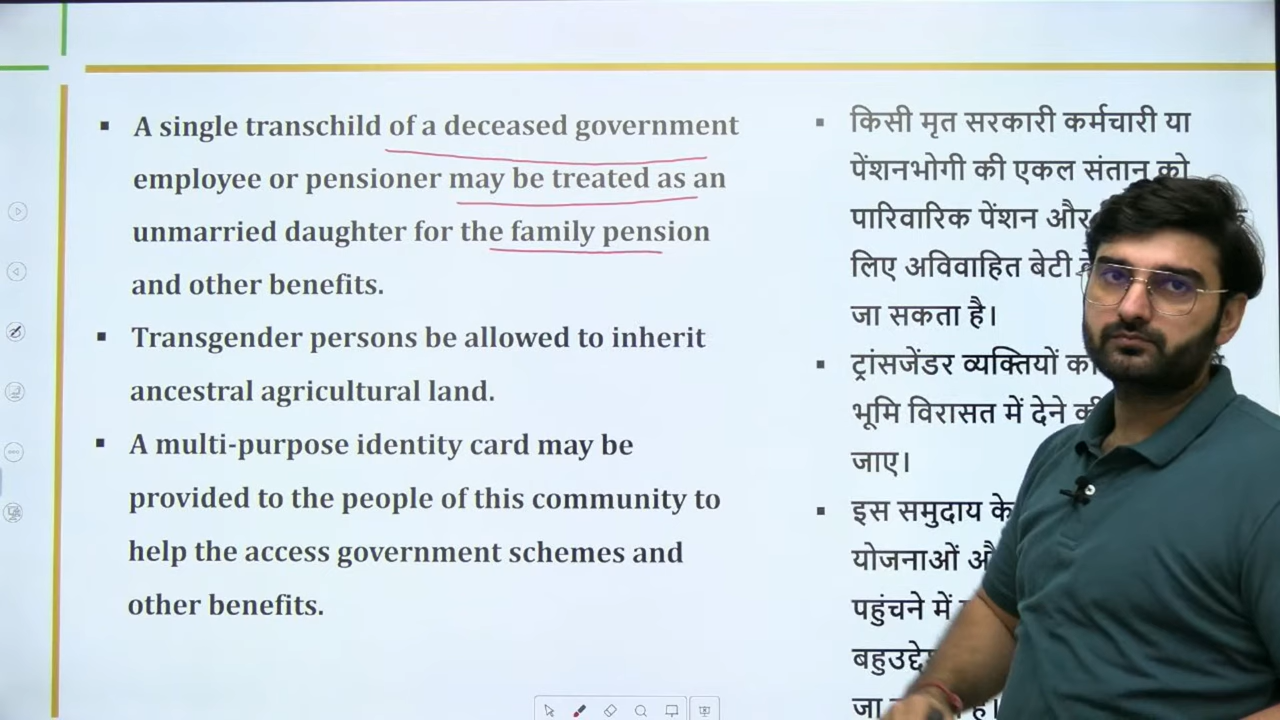 A single transchild of a deceased government
employee or pensioner may be treated as an
unmarried daughter for the family pension
and other benefits.
Transgender persons be allowed to inherit
ancestral agricultural land.
A multi-purpose identity card may be
provided to the people of this community to
help the access government schemes and
other benefits.
किसी मृत सरकारी कर्मचारी या
पेंशनभोगी की एकल संतान को
पारिवारिक पेंशन और
लिए अविवाहित बेटी
जा सकता है।
ट्रांसजेंडर व्यक्तियों
भूमि विरासत में देने
जाए।
इस समुदाय के
योजनाओं
पहुंचने में
जा